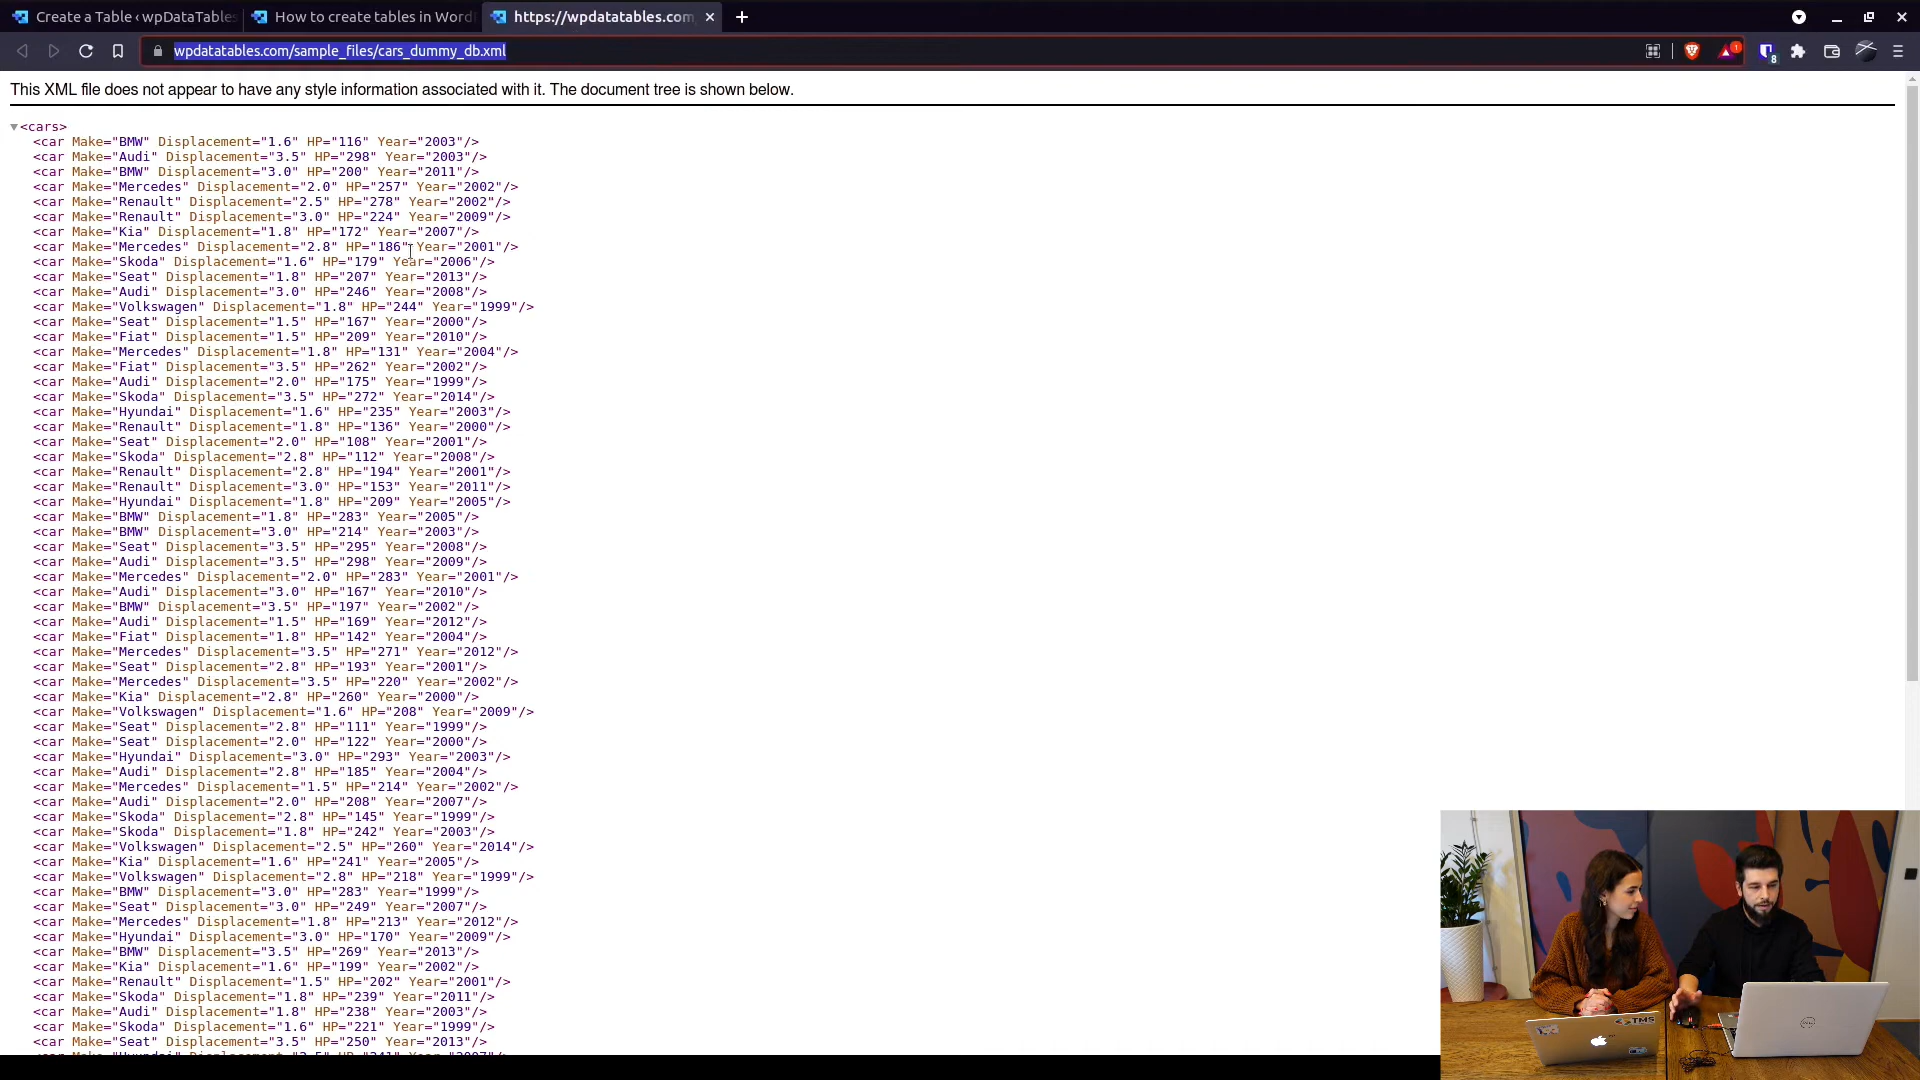 Create a Table ‹ wpDataTables
How to create tables in Word
https://wpdatatables.com
wpdatatables.com/sample_files/cars_dummy_db.xml
1
8
This XML file does not appear to have any style information associated with it. The document tree is shown below.
<cars>
<car Make="BMW" Displacement="1.6" HP="116" Year="2003"/>
<car Make="Audi" Displacement="3.5" HP="298" Year="2003"/>
<car Make="BMW" Displacement="3.0" HP="200" Year="2011"/>
<car Make="Mercedes" Displacement="2.0" HP="257" Year="2002"/>
<car Make="Renault" Displacement="2.5" HP="278" Year="2002"/>
<car Make="Renault" Displacement="3.0" HP="224" Year="2009"/>
<car Make="Kia" Displacement="1.8" HP="172" Year="2007"/>
<car Make="Mercedes" Displacement="2.8" HP="186" Year="2001"/>
<car Make="Skoda" Displacement="1.6" HP="179" Year="2006"/>
<car Make="Seat" Displacement="1.8" HP="207" Year="2013"/>
<car Make="Audi" Displacement="3.0" HP="246" Year="2008"/>
<car Make="Volkswagen" Displacement="1.8" HP="244" Year="1999"/>
<car Make="Seat" Displacement="1.5" HP="167" Year="2000"/>
<car Make="Fiat" Displacement="1.5" HP="209" Year="2010"/>
<car Make="Mercedes" Displacement="1.8" HP="131" Year="2004"/>
<car Make="Fiat" Displacement="3.5" HP="262" Year="2002"/>
<car Make="Audi" Displacement="2.0" HP="175" Year="1999"/>
<car Make="Skoda" Displacement="3.5" HP="272" Year="2014"/>
<car Make="Hyundai" Displacement="1.6" HP="235" Year="2003"/>
<car Make="Renault" Displacement="1.8" HP="136" Year="2000"/>
<car Make="Seat" Displacement="2.0" HP="108" Year="2001"/>
<car Make="Skoda" Displacement="2.8" HP="112" Year="2008"/>
<car Make="Renault" Displacement="2.8" HP="194" Year="2001"/>
<car Make="Renault" Displacement="3.0" HP="153" Year="2011"/>
<car Make="Hyundai" Displacement="1.8" HP="209" Year="2005"/>
<car Make="BMW" Displacement="1.8" HP="283" Year="2005"/>
<car Make="BMW" Displacement="3.0" HP="214" Year="2003"/>
<car Make="Seat" Displacement="3.5" HP="295" Year="2008"/>
<car Make="Audi" Displacement="3.5" HP="298" Year="2009"/>
<car Make="Mercedes" Displacement="2.0" HP="283" Year="2001"/>
<car Make="Audi" Displacement="3.0" HP="167" Year="2010"/>
<car Make="BMW" Displacement="3.5" HP="197" Year="2002"/>
<car Make="Audi" Displacement="1.5" HP="169" Year="2012"/>
<car Make="Fiat" Displacement="1.8" HP="142" Year="2004"/>
<car Make="Mercedes" Displacement="3.5" HP="271" Year="2012"/>
<car Make="Seat" Displacement="2.8" HP="193" Year="2001"/>
<car Make="Mercedes" Displacement="3.5" HP="220" Year="2002"/>
<car Make="Kia" Displacement="2.8" HP="260" Year="2000"/>
<car Make="Volkswagen" Displacement="1.6" HP="208" Year="2009"/>
<car Make="Seat" Displacement="2.8" HP="111" Year="1999"/>
<car Make="Seat" Displacement="2.0" HP="122" Year="2000"/>
<car Make="Hyundai" Displacement="3.0" HP="293" Year="2003"/>
<car Make="Audi" Displacement="2.8" HP="185" Year="2004"/>
<car Make="Mercedes" Displacement="1.5" HP="214" Year="2002"/>
<car Make="Audi" Displacement="2.0" HP="208" Year="2007"/>
<car Make="Skoda" Displacement="2.8" HP="145" Year="1999"/>
<car Make="Skoda" Displacement="1.8" HP="242" Year="2003"/>
<car Make="Volkswagen" Displacement="2.5" HP="260" Year="2014"/>
<car Make="Kia" Displacement="1.6" HP="241" Year="2005"/>
<car Make="Volkswagen" Displacement="2.8" HP="218" Year="1999"/>
<car Make="BMW" Displacement="3.0" HP="283" Year="1999"/>
<car Make="Seat" Displacement="3.0" HP="249" Year="2007"/>
<car Make="Mercedes" Displacement="1.8" HP="213" Year="2012"/>
<car Make="Hyundai" Displacement="3.0" HP="170" Year="2009"/>
<car Make="BMW" Displacement="3.5" HP="269" Year="2013"/>
<car Make="Kia" Displacement="1.6" HP="199" Year="2002"/>
<car Make="Renault" Displacement="1.5" HP="202" Year="2001"/>
<car Make="Skoda" Displacement="1.8" HP="239" Year="2011"/>
<car Make="Audi" Displacement="1.8" HP="238" Year="2003"/>
<car Make="Skoda" Displacement="1.6" HP="221" Year="1999"/>
<car Make="Seat" Displacement="3.5" HP="250" Year="2013"/>
TMS
DELL